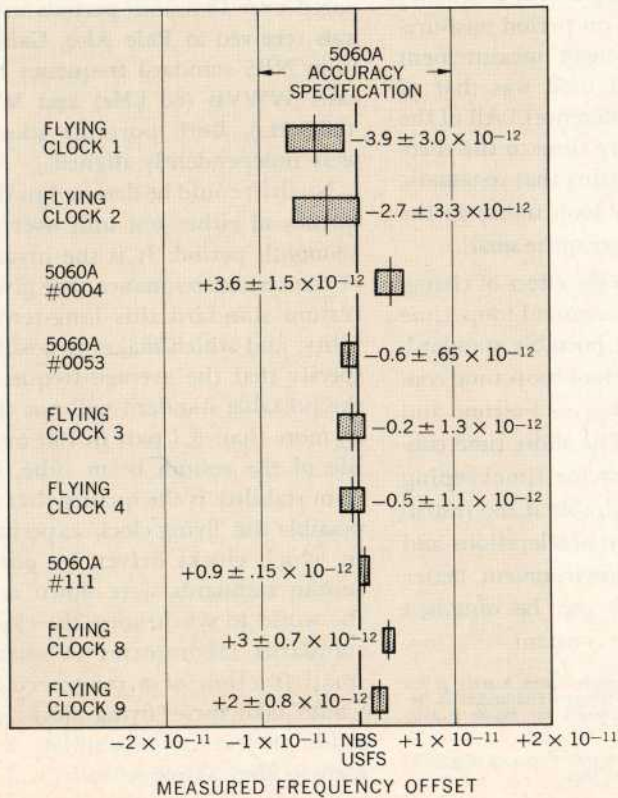 5060A
ACCURACY
SPECIFICATION
FLYING
CLOCK 1
−3.9 ± 3.0 × 10⁻¹²
FLYING
CLOCK 2
−2.7 ± 3.3 × 10⁻¹²
5060A
#0004
+3.6 ± 1.5 ×10⁻¹²
5060A
#0053
−0.6 ± .65 × 10⁻¹²
FLYING
CLOCK 3
−0.2 ± 1.3 × 10⁻¹²
FLYING
CLOCK 4
−0.5 ± 1.1 × 10⁻¹²
5060A
#111
+0.9 ± .15 × 10⁻¹²
FLYING
CLOCK 8
+3 ± 0.7 × 10⁻¹²
FLYING
CLOCK 9
+2 ± 0.8 × 10⁻¹²
−2 × 10⁻¹¹ −1 × 10⁻¹¹ NBS +1 × 10⁻¹¹ +2 × 10⁻¹¹
USFS
MEASURED FREQUENCY OFFSET